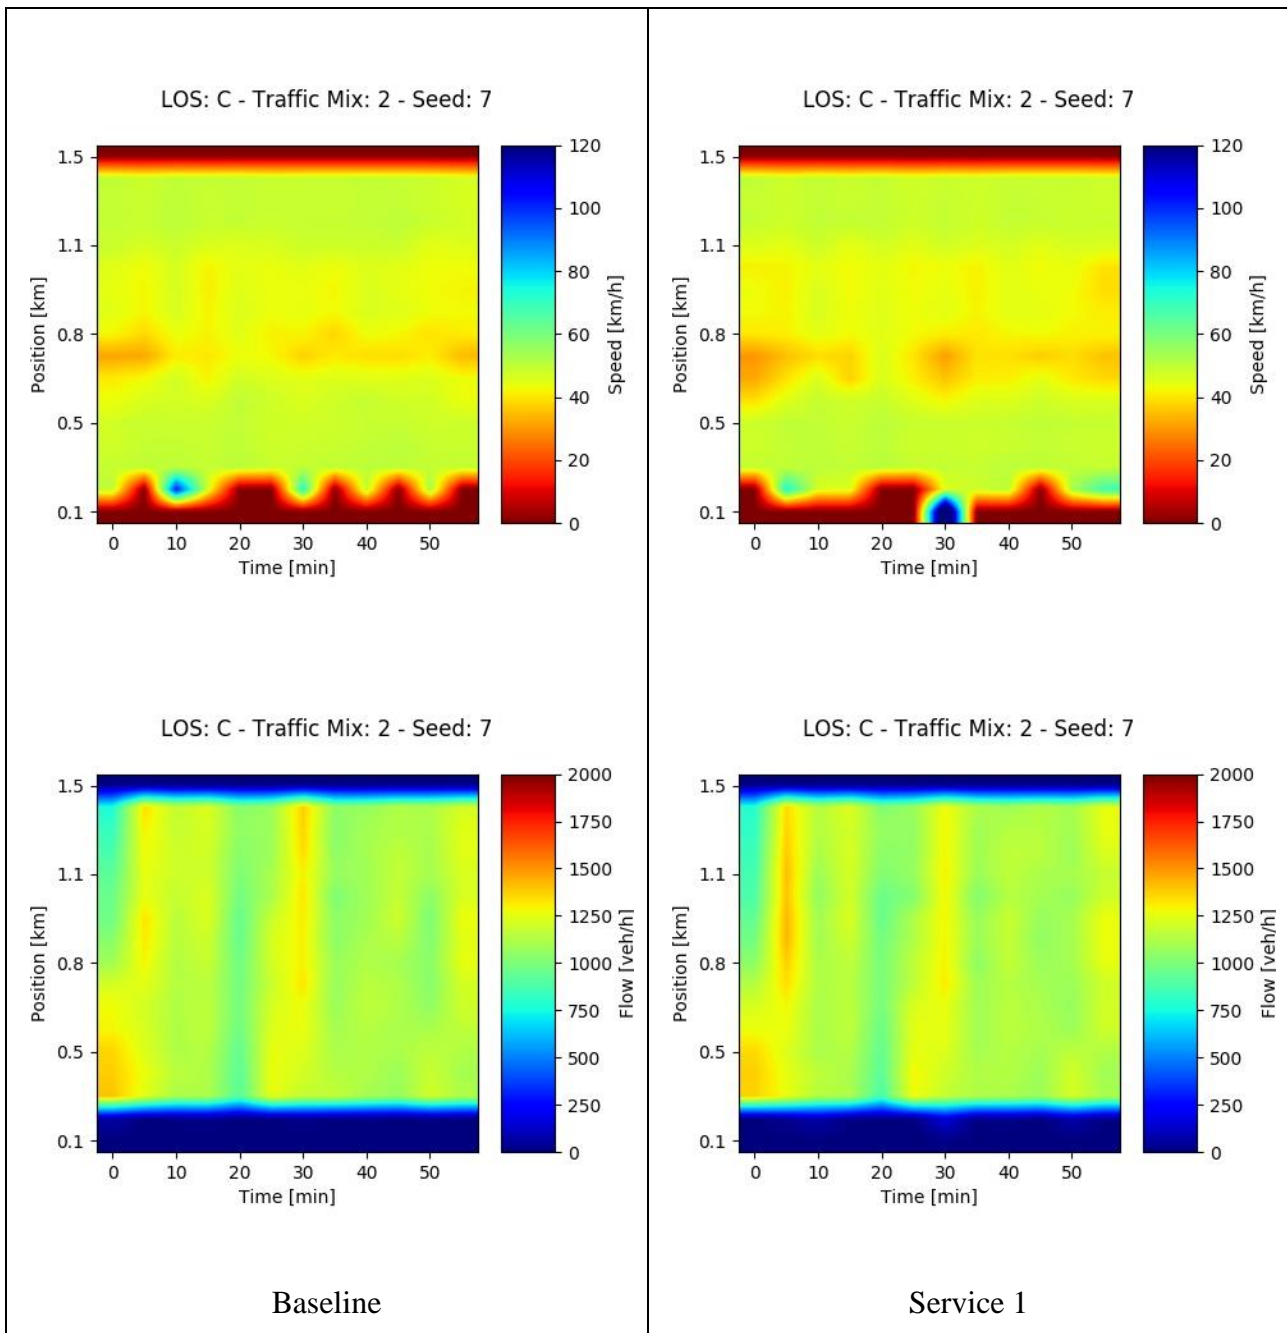 LOS: C - Traffic Mix: 2 - Seed: 7
1.5
1.1
0.8
0.5
0.1
Position [km]
0 10 20 30 40 50
Time [min]
120
100
80
60
40
20
0
Speed [km/h]
LOS: C - Traffic Mix: 2 - Seed: 7
1.5
1.1
0.8
0.5
0.1
Position [km]
0 10 20 30 40 50
Time [min]
120
100
80
60
40
20
0
Speed [km/h]
LOS: C - Traffic Mix: 2 - Seed: 7
1.5
1.1
0.8
0.5
0.1
Position [km]
0 10 20 30 40 50
Time [min]
2000
1750
1500
1250
1000
750
500
250
0
Flow [veh/h]
LOS: C - Traffic Mix: 2 - Seed: 7
1.5
1.1
0.8
0.5
0.1
Position [km]
0 10 20 30 40 50
Time [min]
2000
1750
1500
1250
1000
750
500
250
0
Flow [veh/h]
Baseline
Service 1